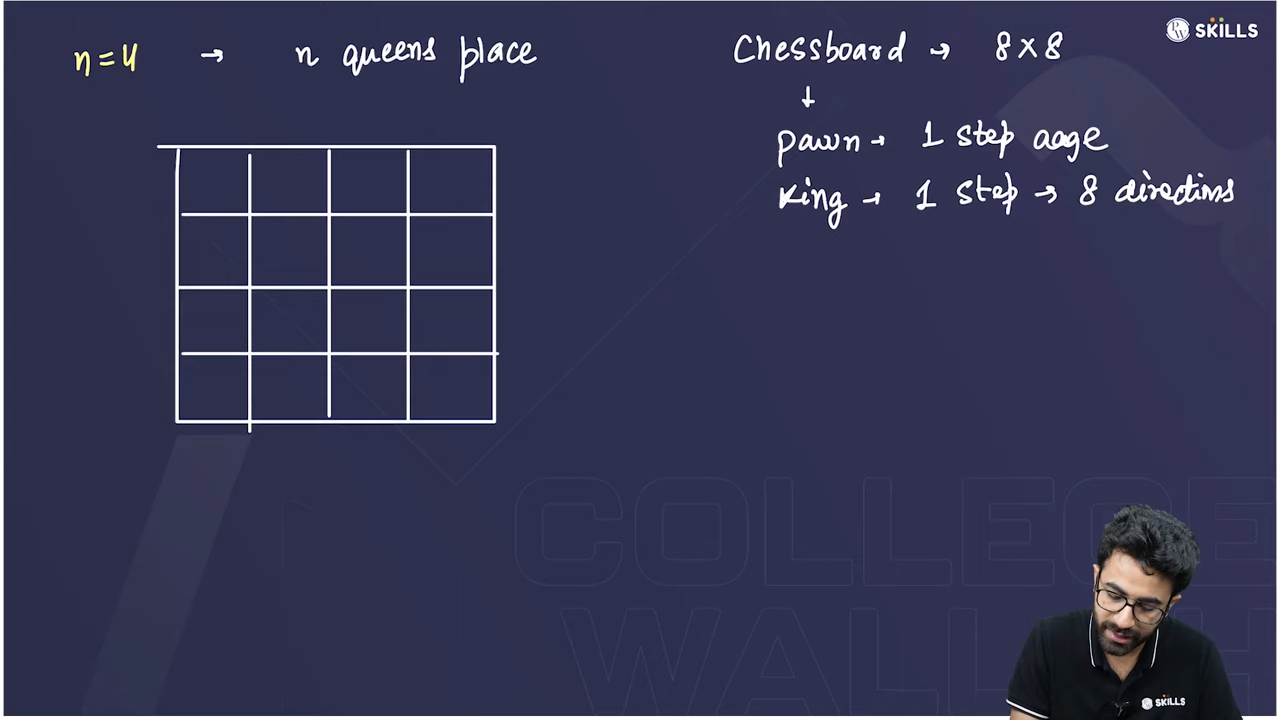 n=4 → n queens place
Chessboard → 8×8
pawn → 1 step aage
King → 1 step → 8 directions
PW SKILLS
COLLEGE
WALLAH
SKILLS